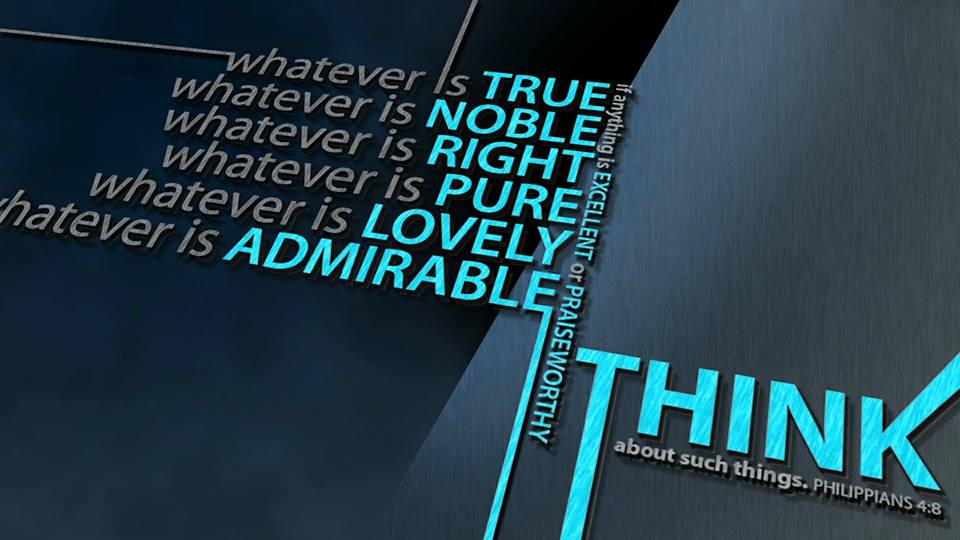 whatever is TRUE
whatever is NOBLE
whatever is RIGHT
whatever is PURE
whatever is LOVELY
whatever is ADMIRABLE
If anything is EXCELLENT or PRAISEWORTHY
THINK
about such things. PHILIPPIANS 4:8